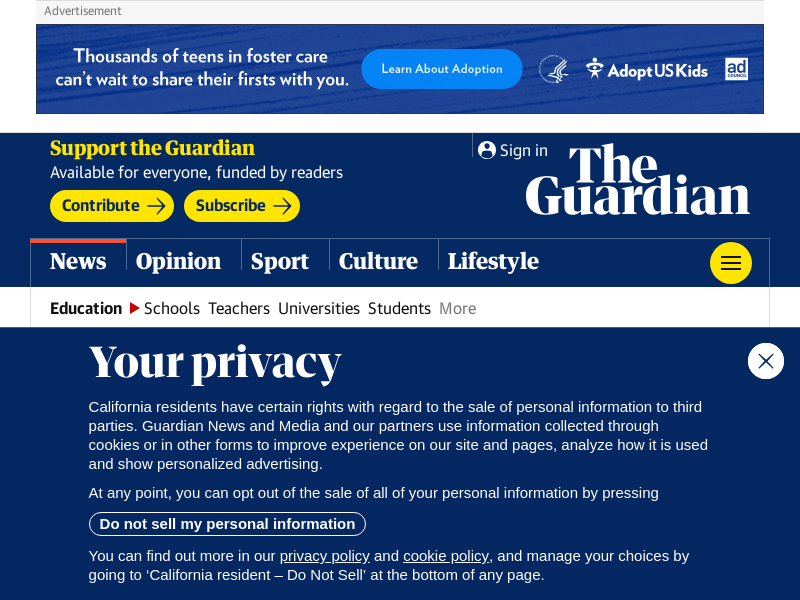 Advertisement
Thousands of teens in foster care
can't wait to share their firsts with you.
Learn About Adoption
AdoptUSKids
ad
COUNCIL
Support the Guardian
Available for everyone, funded by readers
Contribute
Subscribe
Sign in
The
Guardian
News
Opinion
Sport
Culture
Lifestyle
Education
Schools
Teachers
Universities
Students
More
Your privacy
California residents have certain rights with regard to the sale of personal information to third
parties. Guardian News and Media and our partners use information collected through
cookies or in other forms to improve experience on our site and pages, analyze how it is used
and show personalized advertising.
At any point, you can opt out of the sale of all of your personal information by pressing
Do not sell my personal information
You can find out more in our privacy policy and cookie policy, and manage your choices by
going to ‘California resident – Do Not Sell’ at the bottom of any page.